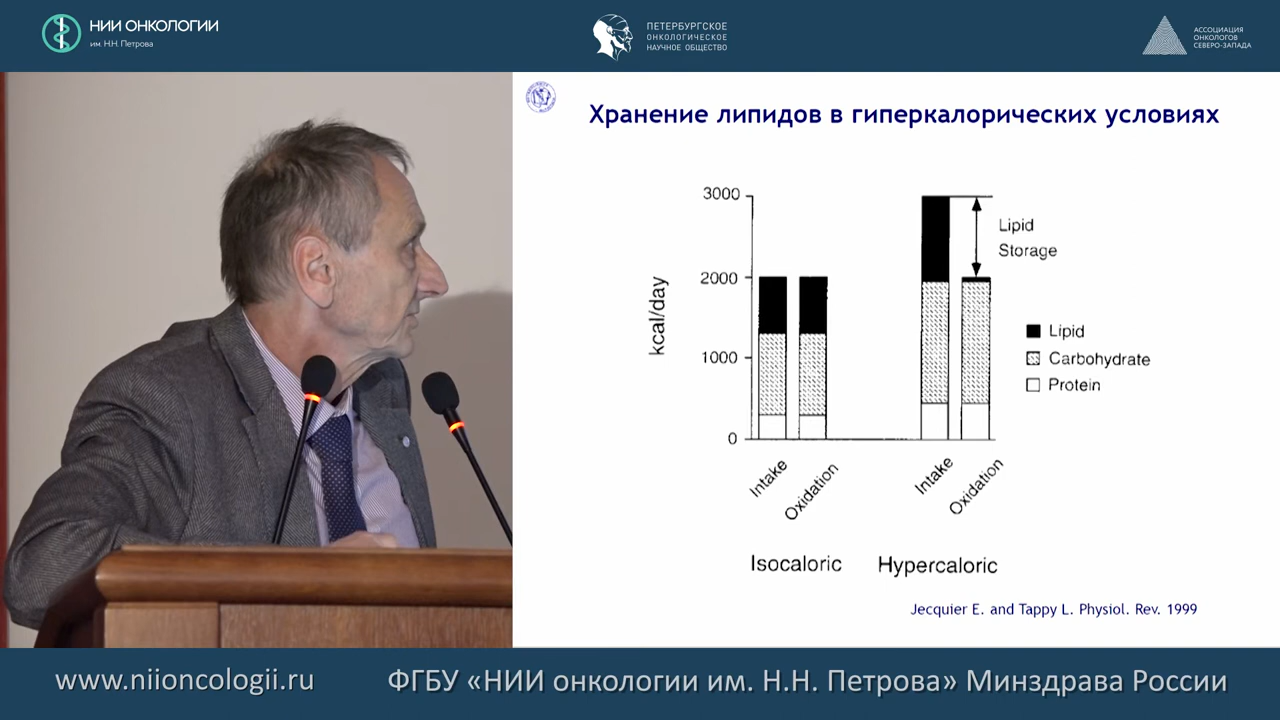 НИИ ОНКОЛОГИИ
им. Н.Н. Петрова
ПЕТЕРБУРГСКОЕ
ОНКОЛОГИЧЕСКОЕ
НАУЧНОЕ ОБЩЕСТВО
АССОЦИАЦИЯ
ОНКОЛОГОВ
СЕВЕРО-ЗАПАДА
Хранение липидов в гиперкалорических условиях
3000
2000
1000
0
kcal/day
Lipid
Storage
Lipid
Carbohydrate
Protein
Intake
Oxidation
Intake
Oxidation
Isocaloric
Hypercaloric
Jecquier E. and Tappy L. Physiol. Rev. 1999
www.niioncologii.ru
ФГБУ «НИИ онкологии им. Н.Н. Петрова» Минздрава России